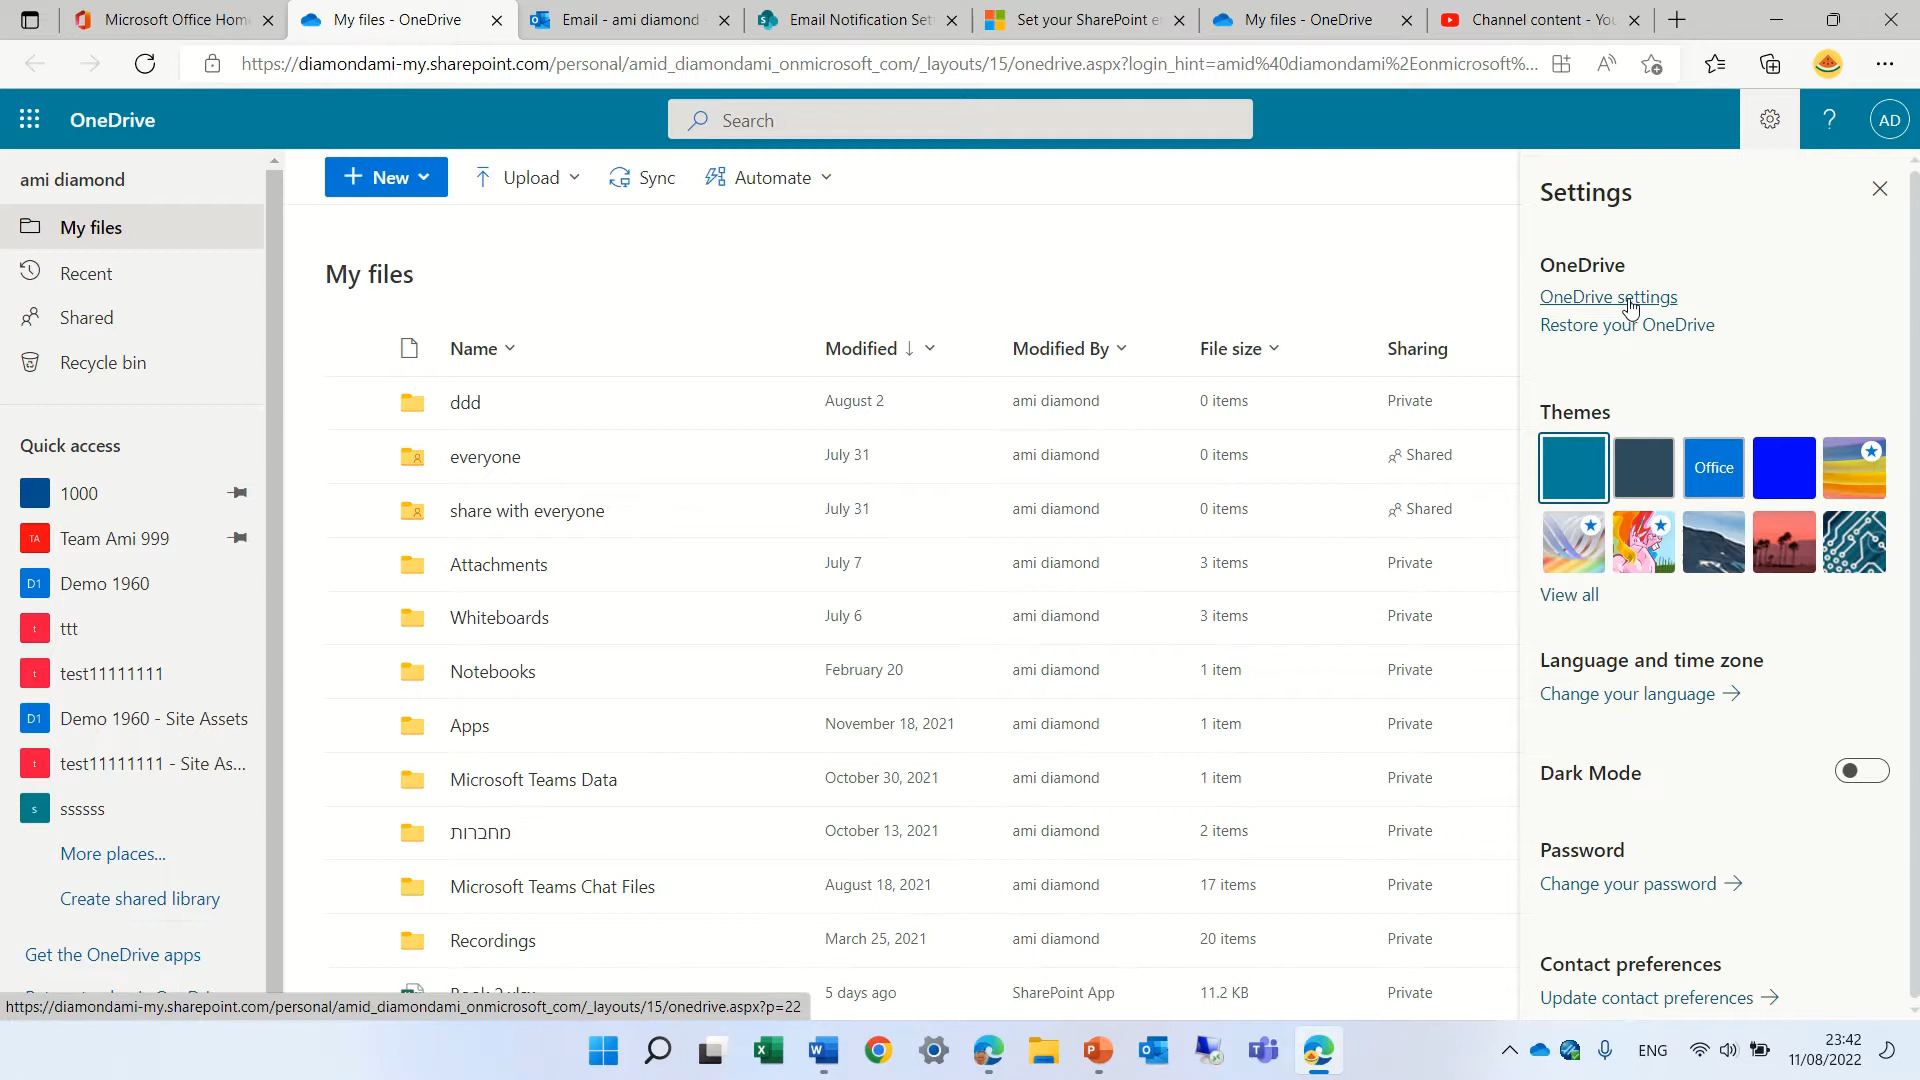 Microsoft Office Hom
My files - OneDrive
Email - ami diamond
Email Notification Set
Set your SharePoint e
My files - OneDrive
Channel content - You
https://diamondami-my.sharepoint.com/personal/amid_diamondami_onmicrosoft_com/_layouts/15/onedrive.aspx?login_hint=amid%40diamondami%2Eonmicrosoft%...
OneDrive
Search
?
AD
ami diamond
My files
Recent
Shared
Recycle bin
Quick access
1000
TA Team Ami 999
D1 Demo 1960
t ttt
t test11111111
D1 Demo 1960 - Site Assets
t test11111111 - Site As...
s ssssss
More places...
Create shared library
Get the OneDrive apps
New
Upload
Sync
Automate
My files
Name Modified Modified By File size Sharing
ddd August 2 ami diamond 0 items Private
everyone July 31 ami diamond 0 items Shared
share with everyone July 31 ami diamond 0 items Shared
Attachments July 7 ami diamond 3 items Private
Whiteboards July 6 ami diamond 3 items Private
Notebooks February 20 ami diamond 1 item Private
Apps November 18, 2021 ami diamond 1 item Private
Microsoft Teams Data October 30, 2021 ami diamond 1 item Private
מחברות October 13, 2021 ami diamond 2 items Private
Microsoft Teams Chat Files August 18, 2021 ami diamond 17 items Private
Recordings March 25, 2021 ami diamond 20 items Private
5 days ago SharePoint App 11.2 KB Private
Settings
OneDrive
OneDrive settings
Restore your OneDrive
Themes
Office
View all
Language and time zone
Change your language
Dark Mode
Password
Change your password
Contact preferences
Update contact preferences
https://diamondami-my.sharepoint.com/personal/amid_diamondami_onmicrosoft_com/_layouts/15/onedrive.aspx?p=22
ENG
23:42
11/08/2022